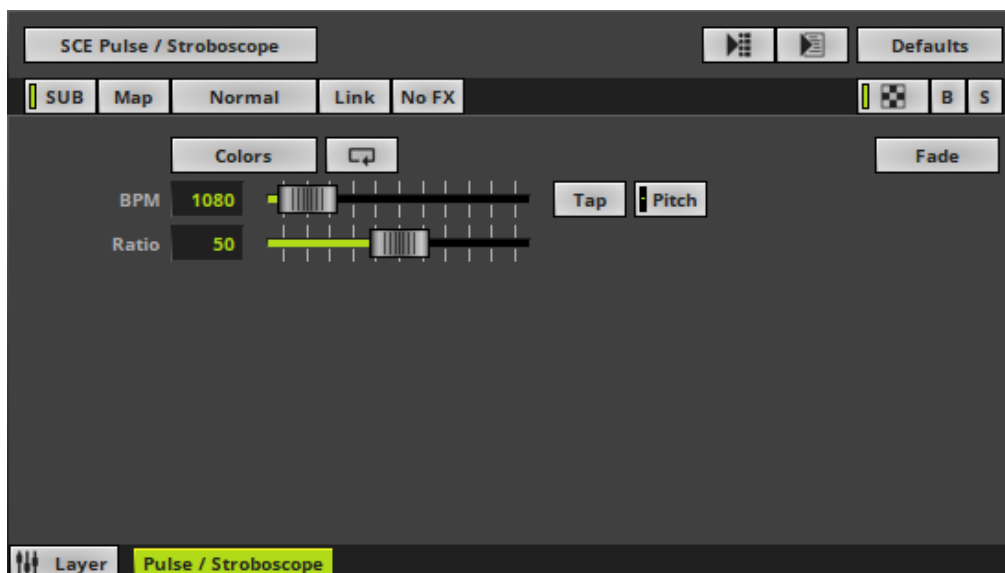 SCE Pulse / Stroboscope Defaults
SUB Map Normal Link No FX B S
Colors Fade
BPM 1080 Tap Pitch
Ratio 50
Layer Pulse / Stroboscope